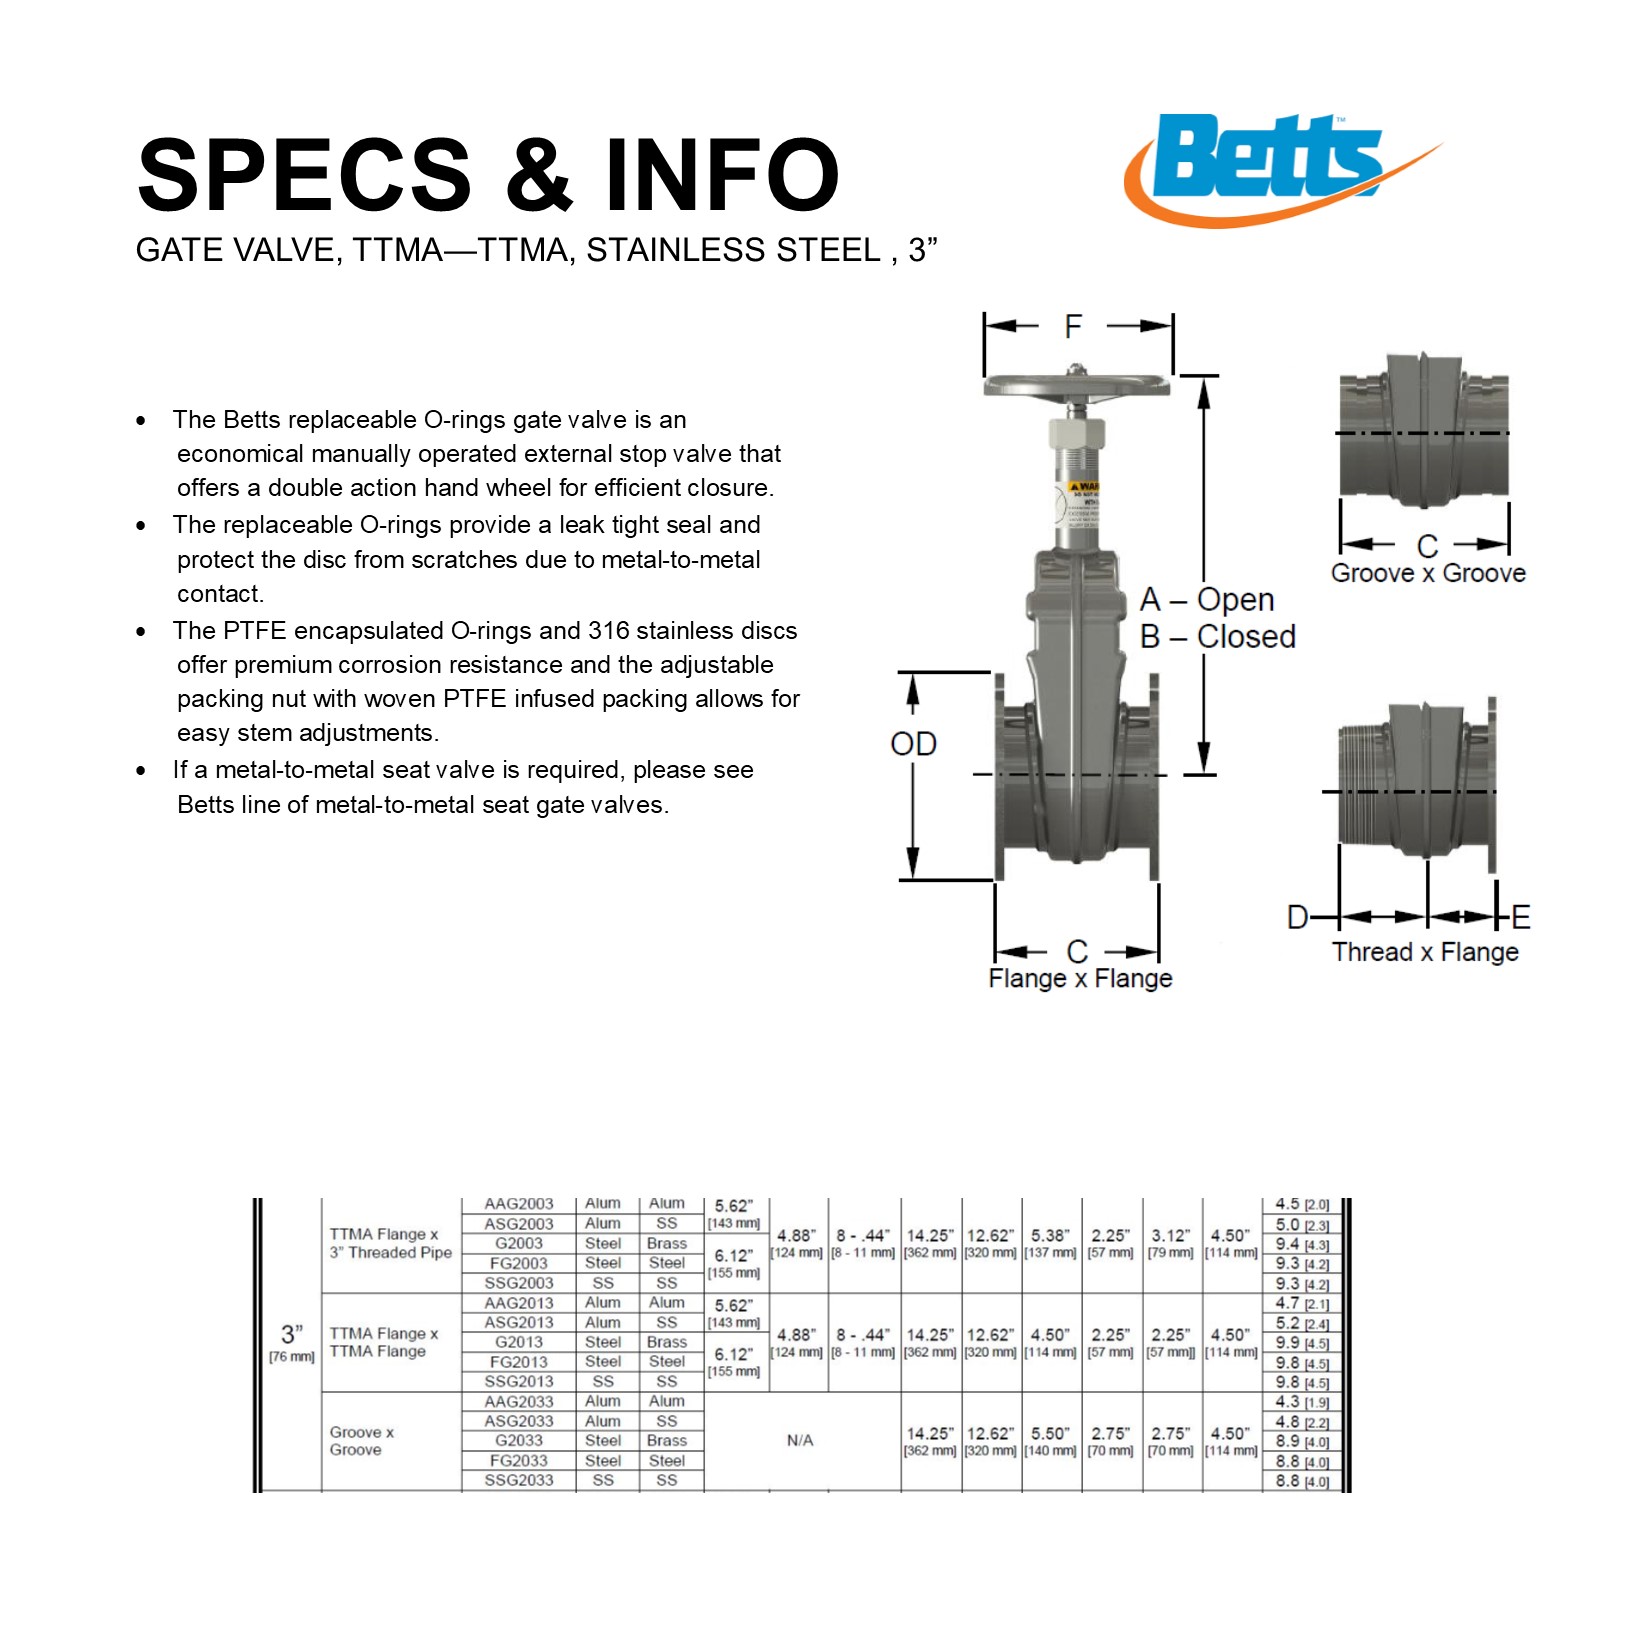 Betts™
SPECS & INFO
GATE VALVE, TTMA—TTMA, STAINLESS STEEL , 3”
• The Betts replaceable O-rings gate valve is an
economical manually operated external stop valve that
offers a double action hand wheel for efficient closure.
• The replaceable O-rings provide a leak tight seal and
protect the disc from scratches due to metal-to-metal
contact.
• The PTFE encapsulated O-rings and 316 stainless discs
offer premium corrosion resistance and the adjustable
packing nut with woven PTFE infused packing allows for
easy stem adjustments.
• If a metal-to-metal seat valve is required, please see
Betts line of metal-to-metal seat gate valves.
F
WAR
A – Open
B – Closed
OD
C
Flange x Flange
C
Groove x Groove
D
E
Thread x Flange
3”
[76 mm]
TTMA Flange x
3” Threaded Pipe
AAG2003 Alum Alum 4.5 [2.0]
ASG2003 Alum SS 5.0 [2.3]
G2003 Steel Brass 9.4 [4.3]
FG2003 Steel Steel 9.3 [4.2]
SSG2003 SS SS 9.3 [4.2]
5.62”
[143 mm]
6.12”
[155 mm]
4.88” 8 - .44” 14.25” 12.62” 5.38” 2.25” 3.12” 4.50”
[124 mm] [8 - 11 mm] [362 mm] [320 mm] [137 mm] [57 mm] [79 mm] [114 mm]
TTMA Flange x
TTMA Flange
AAG2013 Alum Alum 4.7 [2.1]
ASG2013 Alum SS 5.2 [2.4]
G2013 Steel Brass 9.9 [4.5]
FG2013 Steel Steel 9.8 [4.5]
SSG2013 SS SS 9.8 [4.5]
5.62”
[143 mm]
6.12”
[155 mm]
4.88” 8 - .44” 14.25” 12.62” 4.50” 2.25” 2.25” 4.50”
[124 mm] [8 - 11 mm] [362 mm] [320 mm] [114 mm] [57 mm] [57 mm]] [114 mm]
Groove x
Groove
AAG2033 Alum Alum 4.3 [1.9]
ASG2033 Alum SS 4.8 [2.2]
G2033 Steel Brass 8.9 [4.0]
FG2033 Steel Steel 8.8 [4.0]
SSG2033 SS SS 8.8 [4.0]
N/A
14.25” 12.62” 5.50” 2.75” 2.75” 4.50”
[362 mm] [320 mm] [140 mm] [70 mm] [70 mm] [114 mm]